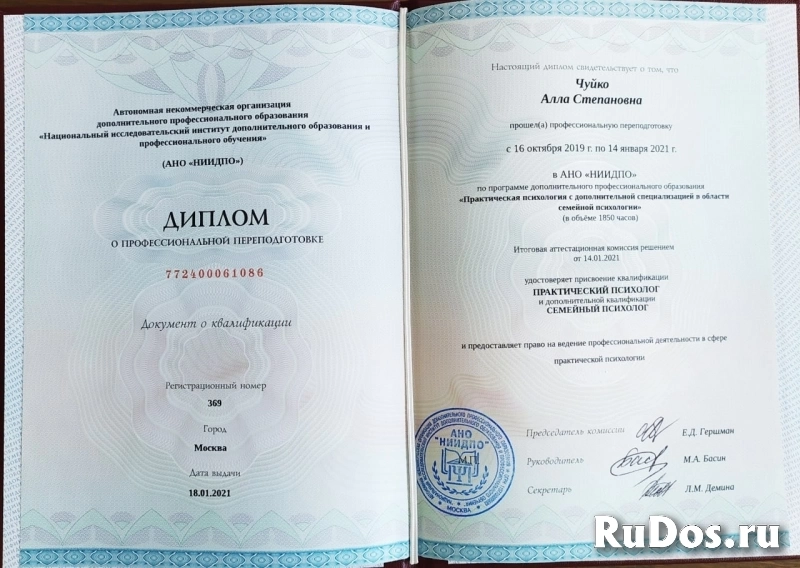 Автономная некоммерческая организация
дополнительного профессионального образования
«Национальный исследовательский институт дополнительного образования и
профессионального обучения»
(АНО «НИИДПО»)
ДИПЛОМ
О ПРОФЕССИОНАЛЬНОЙ ПЕРЕПОДГОТОВКЕ
772400061086
Документ о квалификации
Регистрационный номер
369
Город
Москва
Дата выдачи
18.01.2021
Настоящий диплом свидетельствует о том, что
Чуйко
Алла Степановна
прошел(а) профессиональную переподготовку
с 16 октября 2019 г. по 14 января 2021 г.
в АНО «НИИДПО»
по программе дополнительного профессионального образования
«Практическая психология с дополнительной специализацией в области
семейной психологии»
(в объёме 1850 часов)
Итоговая аттестационная комиссия решением
от 14.01.2021
удостоверяет присвоение квалификации
ПРАКТИЧЕСКИЙ ПСИХОЛОГ
и дополнительной квалификации
СЕМЕЙНЫЙ ПСИХОЛОГ
и предоставляет право на ведение профессиональной деятельности в сфере
практической психологии
Председатель комиссии Е.Д. Гершман
Руководитель М.А. Басин
Секретарь Л.М. Демина
АНО
"НИИДПО"
М.П.
МОСКВА
RuDos.ru